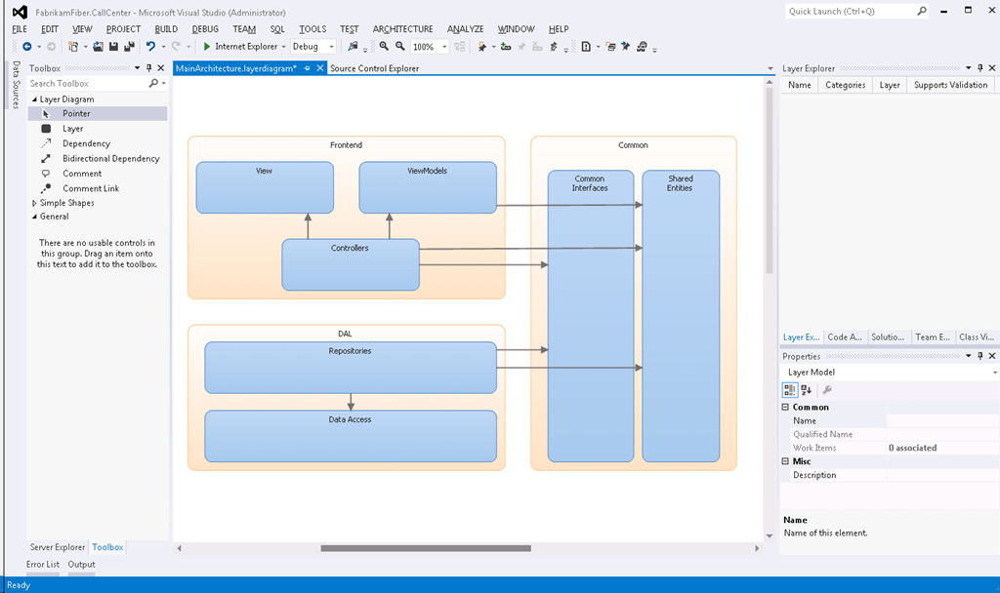 FabrikamFiber.CallCenter - Microsoft Visual Studio (Administrator)
Quick Launch (Ctrl+Q)
FILE EDIT VIEW PROJECT BUILD DEBUG TEAM SQL TOOLS TEST ARCHITECTURE ANALYZE WINDOW HELP
Internet Explorer Debug 100%
Data Sources
Toolbox
Search Toolbox
Layer Diagram
Pointer
Layer
Dependency
Bidirectional Dependency
Comment
Comment Link
Simple Shapes
General
There are no usable controls in
this group. Drag an item onto
this text to add it to the toolbox.
Server Explorer Toolbox
Error List Output
Ready
MainArchitecture.layerdiagram* Source Control Explorer
Frontend
View
ViewModels
Controllers
DAL
Repositories
Data Access
Common
Common
Interfaces
Shared
Entities
Layer Explorer
Name Categories Layer Supports Validation
Layer Ex... Code A... Solutio... Team E... Class Vi...
Properties
Layer Model
Common
Name
Qualified Name
Work Items 0 associated
Misc
Description
Name
Name of this element.